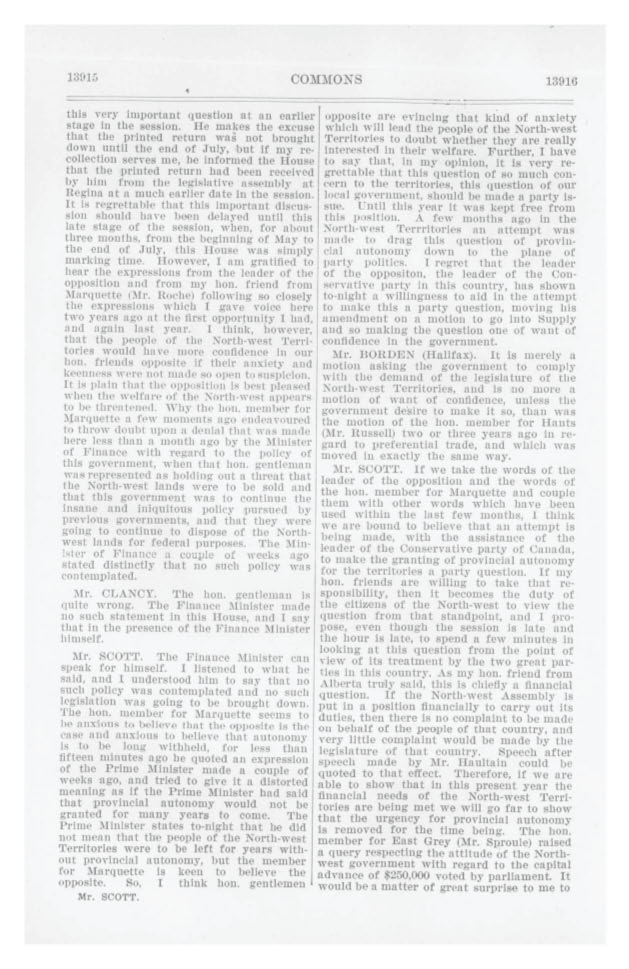 13915 COMMONS 13916
this very important question at an earlier
stage in the session. He makes the excuse
that the printed return was not brought
down until the end of July, but if my re-
collection serves me, he informed the House
that the printed return had been received
by him from the legislative assembly at
Regina at a much earlier date in the session.
It is regrettable that this important discus-
sion should have been delayed until this
late stage of the session, when, for about
three months, from the beginning of May to
the end of July, this House was simply
marking time. However, I am gratified to
hear the expressions from the leader of the
opposition and from my hon. friend from
Marquette (Mr. Roche) following so closely
the expressions which I gave voice here
two years ago at the first opportunity I had,
and again last year. I think, however,
that the people of the North-west Terri-
tories would have more confidence in our
hon. friends opposite if their anxiety and
keenness were not made so open to suspicion.
It is plain that the opposition is best pleased
when the welfare of the North-west appears
to be threatened. Why the hon. member for
Marquette a few moments ago endeavoured
to throw doubt upon a denial that was made
here less than a month ago by the Minister
of Finance with regard to the policy of
this government, when that hon. gentleman
was represented as holding out a threat that
the North-west lands were to be sold and
that this government was to continue the
insane and iniquitous policy pursued by
previous governments, and that they were
going to continue to dispose of the North-
west lands for federal purposes. The Min-
ister of Finance a couple of weeks ago
stated distinctly that no such policy was
contemplated.
Mr. CLANCY. The hon. gentleman is
quite wrong. The Finance Minister made
no such statement in this House, and I say
that in the presence of the Finance Minister
himself.
Mr. SCOTT. The Finance Minister can
speak for himself. I listened to what he
said, and I understood him to say that no
such policy was contemplated and no such
legislation was going to be brought down.
The hon. member for Marquette seems to
be anxious to believe that the opposite is the
case and anxious to believe that autonomy
is to be long withheld, for less than
fifteen minutes ago he quoted an expression
of the Prime Minister made a couple of
weeks ago, and tried to give it a distorted
meaning as if the Prime Minister had said
that provincial autonomy would not be
granted for many years to come. The
Prime Minister states to-night that he did
not mean that the people of the North-west
Territories were to be left for years with-
out provincial autonomy, but the member
for Marquette is keen to believe the
opposite. So, I think hon. gentlemen
Mr. SCOTT.
opposite are evincing that kind of anxiety
which will lead the people of the North-west
Territories to doubt whether they are really
interested in their welfare. Further, I have
to say that, in my opinion, it is very re-
grettable that this question of so much con-
cern to the territories, this question of our
local government, should be made a party is-
sue. Until this year it was kept free from
this position. A few months ago in the
North-west Terrritories an attempt was
made to drag this question of provin-
cial autonomy down to the plane of
party politics. I regret that the leader
of the oppositon, the leader of the Con-
servative party in this country, has shown
to-night a willingness to aid in the attempt
to make this a party question, moving his
amendment on a motion to go into Supply
and so making the question one of want of
confidence in the government.
Mr. BORDEN (Halifax). It is merely a
motion asking the government to comply
with the demand of the legislature of the
North-west Territories, and is no more a
motion of want of confidence, unless the
government desire to make it so, than was
the motion of the hon. member for Hants
(Mr. Russell) two or three years ago in re-
gard to preferential trade, and which was
moved in exactly the same way.
Mr. SCOTT. If we take the words of the
leader of the opposition and the words of
the hon. member for Marquette and couple
them with other words which have been
used within the last few months, I think
we are bound to believe that an attempt is
being made, with the assistance of the
leader of the Conservative party of Canada,
to make the granting of provincial autonomy
for the territories a party question. If my
hon. friends are willing to take that re-
sponsibility, then it becomes the duty of
the citizens of the North-west to view the
question from that standpoint, and I pro-
pose, even though the session is late and
the hour is late, to spend a few minutes in
looking at this question from the point of
view of its treatment by the two great par-
ties in this country. As my hon. friend from
Alberta truly said, this is chiefly a financial
question. If the North-west Assembly is
put in a position financially to carry out its
duties, then there is no complaint to be made
on behalf of the people of that country, and
very little complaint would be made by the
legislature of that country. Speech after
speech made by Mr. Haultain could be
quoted to that effect. Therefore, if we are
able to show that in this present year the
financial needs of the North-west Terri-
tories are being met we will go far to show
that the urgency for provincial autonomy
is removed for the time being. The hon.
member for East Grey (Mr. Sproule) raised
a query respecting the attitude of the North-
west government with regard to the capital
advance of $250,000 voted by parliament. It
would be a matter of great surprise to me to